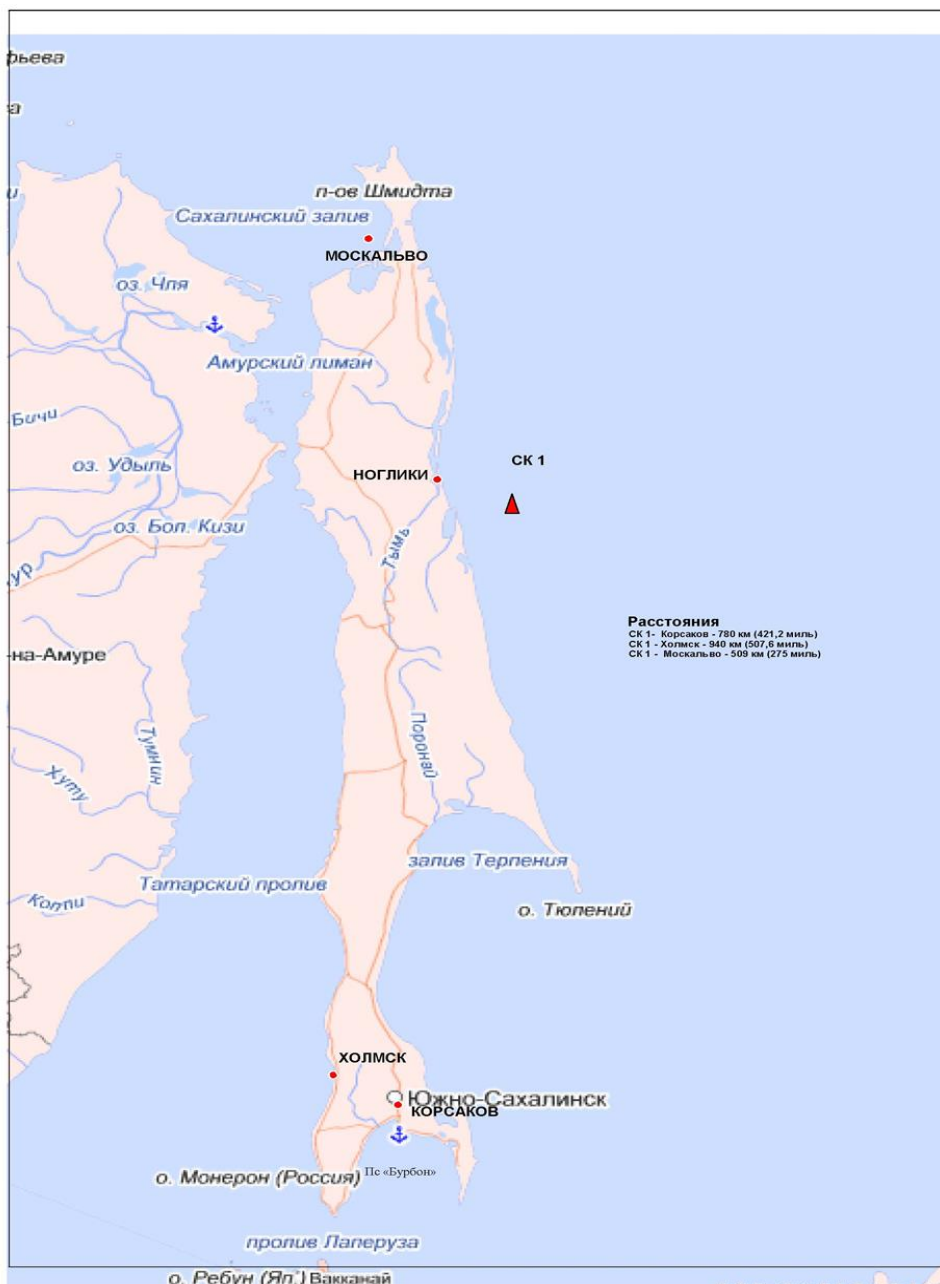 рьева
а
п-ов Шмидта
и
Сахалинский залив
МОСКАЛЬВО
оз. Чля
Амурский лиман
Бичи
СК 1
оз. Удыль
НОГЛИКИ
оз. Бол. Кизи
Тымь
ур
Расстояния
СК 1- Корсаков - 780 км (421,2 миль)
СК 1 - Холмск - 940 км (507,6 миль)
СК 1 - Москальво - 509 км (275 миль)
-на-Амуре
Тумнин
Поронай
Хуту
залив Терпения
Татарский пролив
Коппи
о. Тюлений
ХОЛМСК
Южно-Сахалинск
КОРСАКОВ
Пс «Бурбон»
о. Монерон (Россия)
пролив Лаперуза
о. Ребун (Яп.) Вакканай